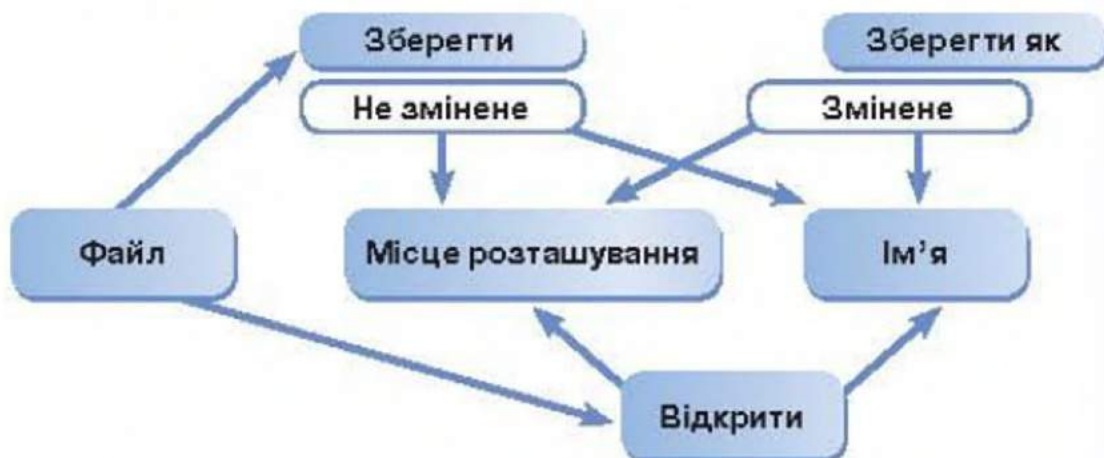 Зберегти
Зберегти як
Не змінене
Змінене
Файл
Місце розташування
Ім’я
Відкрити